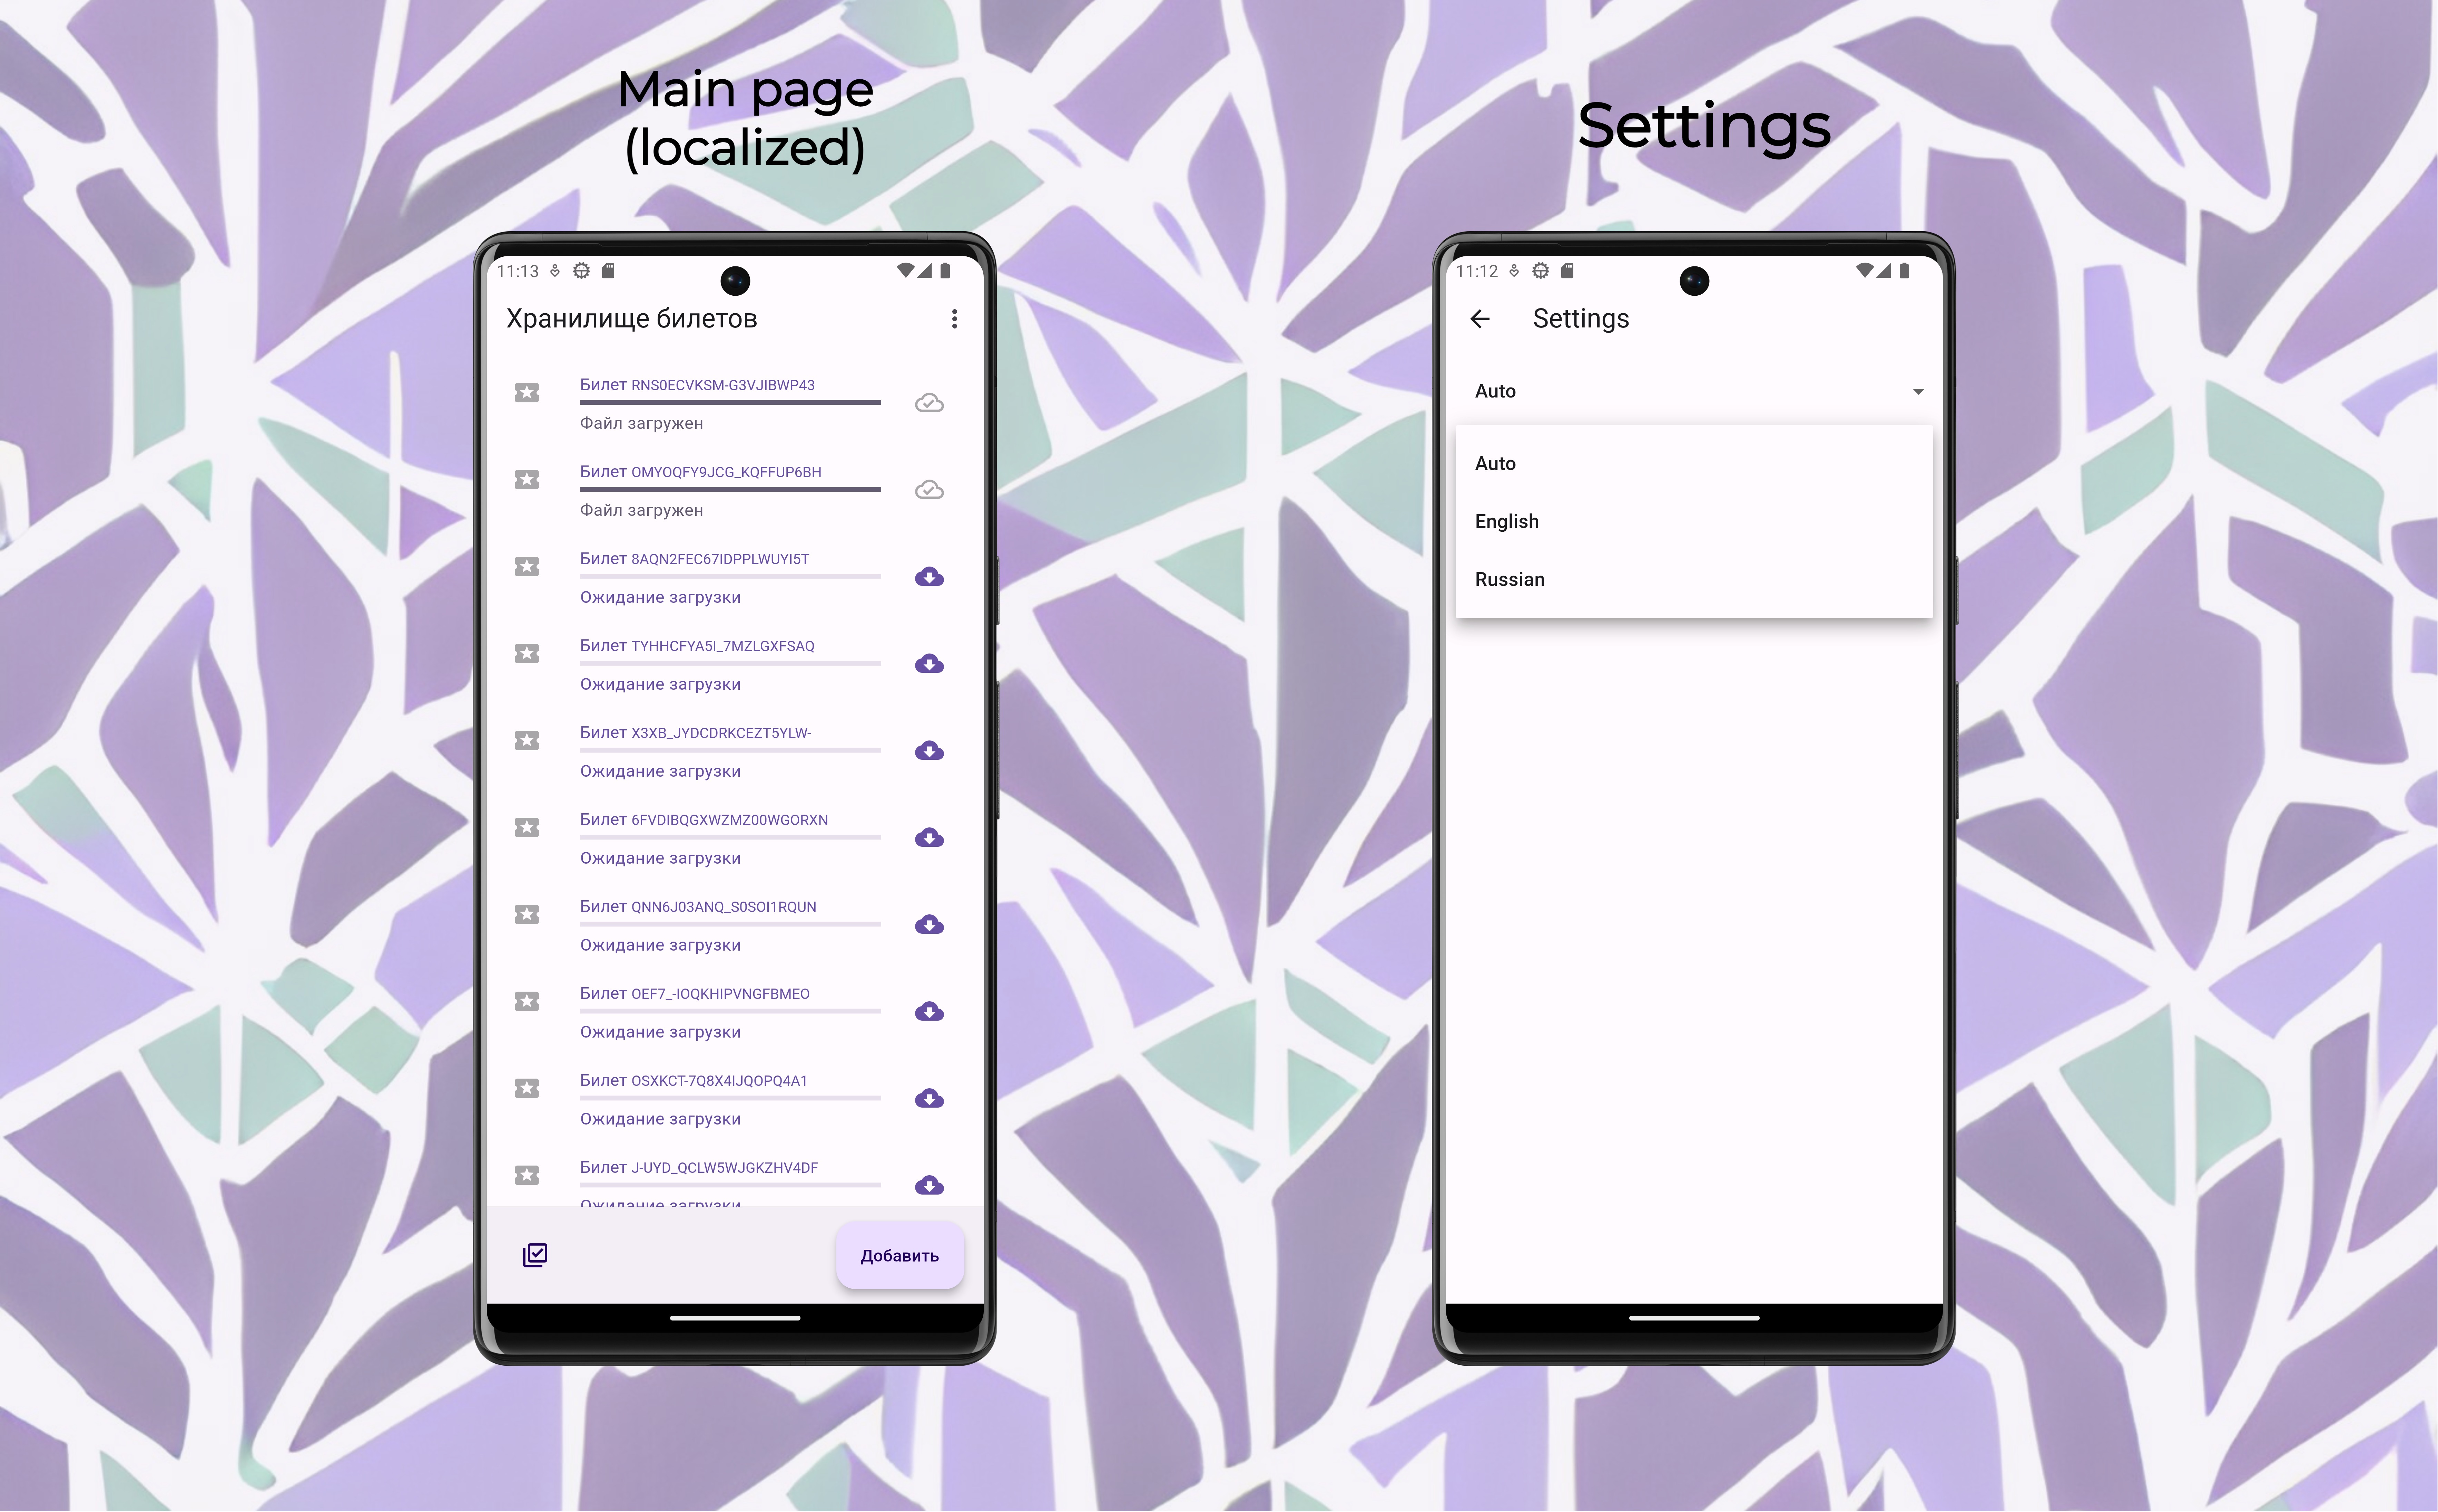 Main page
(localized)
11:13
Хранилище билетов
Билет RNS0ECVKSM-G3VJIBWP43
Файл загружен
Билет OMYOQFY9JCG_KQFFUP6BH
Файл загружен
Билет 8AQN2FEC67IDPPLWUYI5T
Ожидание загрузки
Билет TYHHCFYA5I_7MZLGXFSAQ
Ожидание загрузки
Билет X3XB_JYDCDRKCEZT5YLW-
Ожидание загрузки
Билет 6FVDIBQGXWZMZ00WGORXN
Ожидание загрузки
Билет QNN6J03ANQ_S0SOI1RQUN
Ожидание загрузки
Билет OEF7_-IOQKHIPVNGFBMEO
Ожидание загрузки
Билет OSXKCT-7Q8X4IJQOPQ4A1
Ожидание загрузки
Билет J-UYD_QCLW5WJGKZHV4DF
Ожидание загрузки
Добавить
Settings
11:12
Settings
Auto
Auto
English
Russian